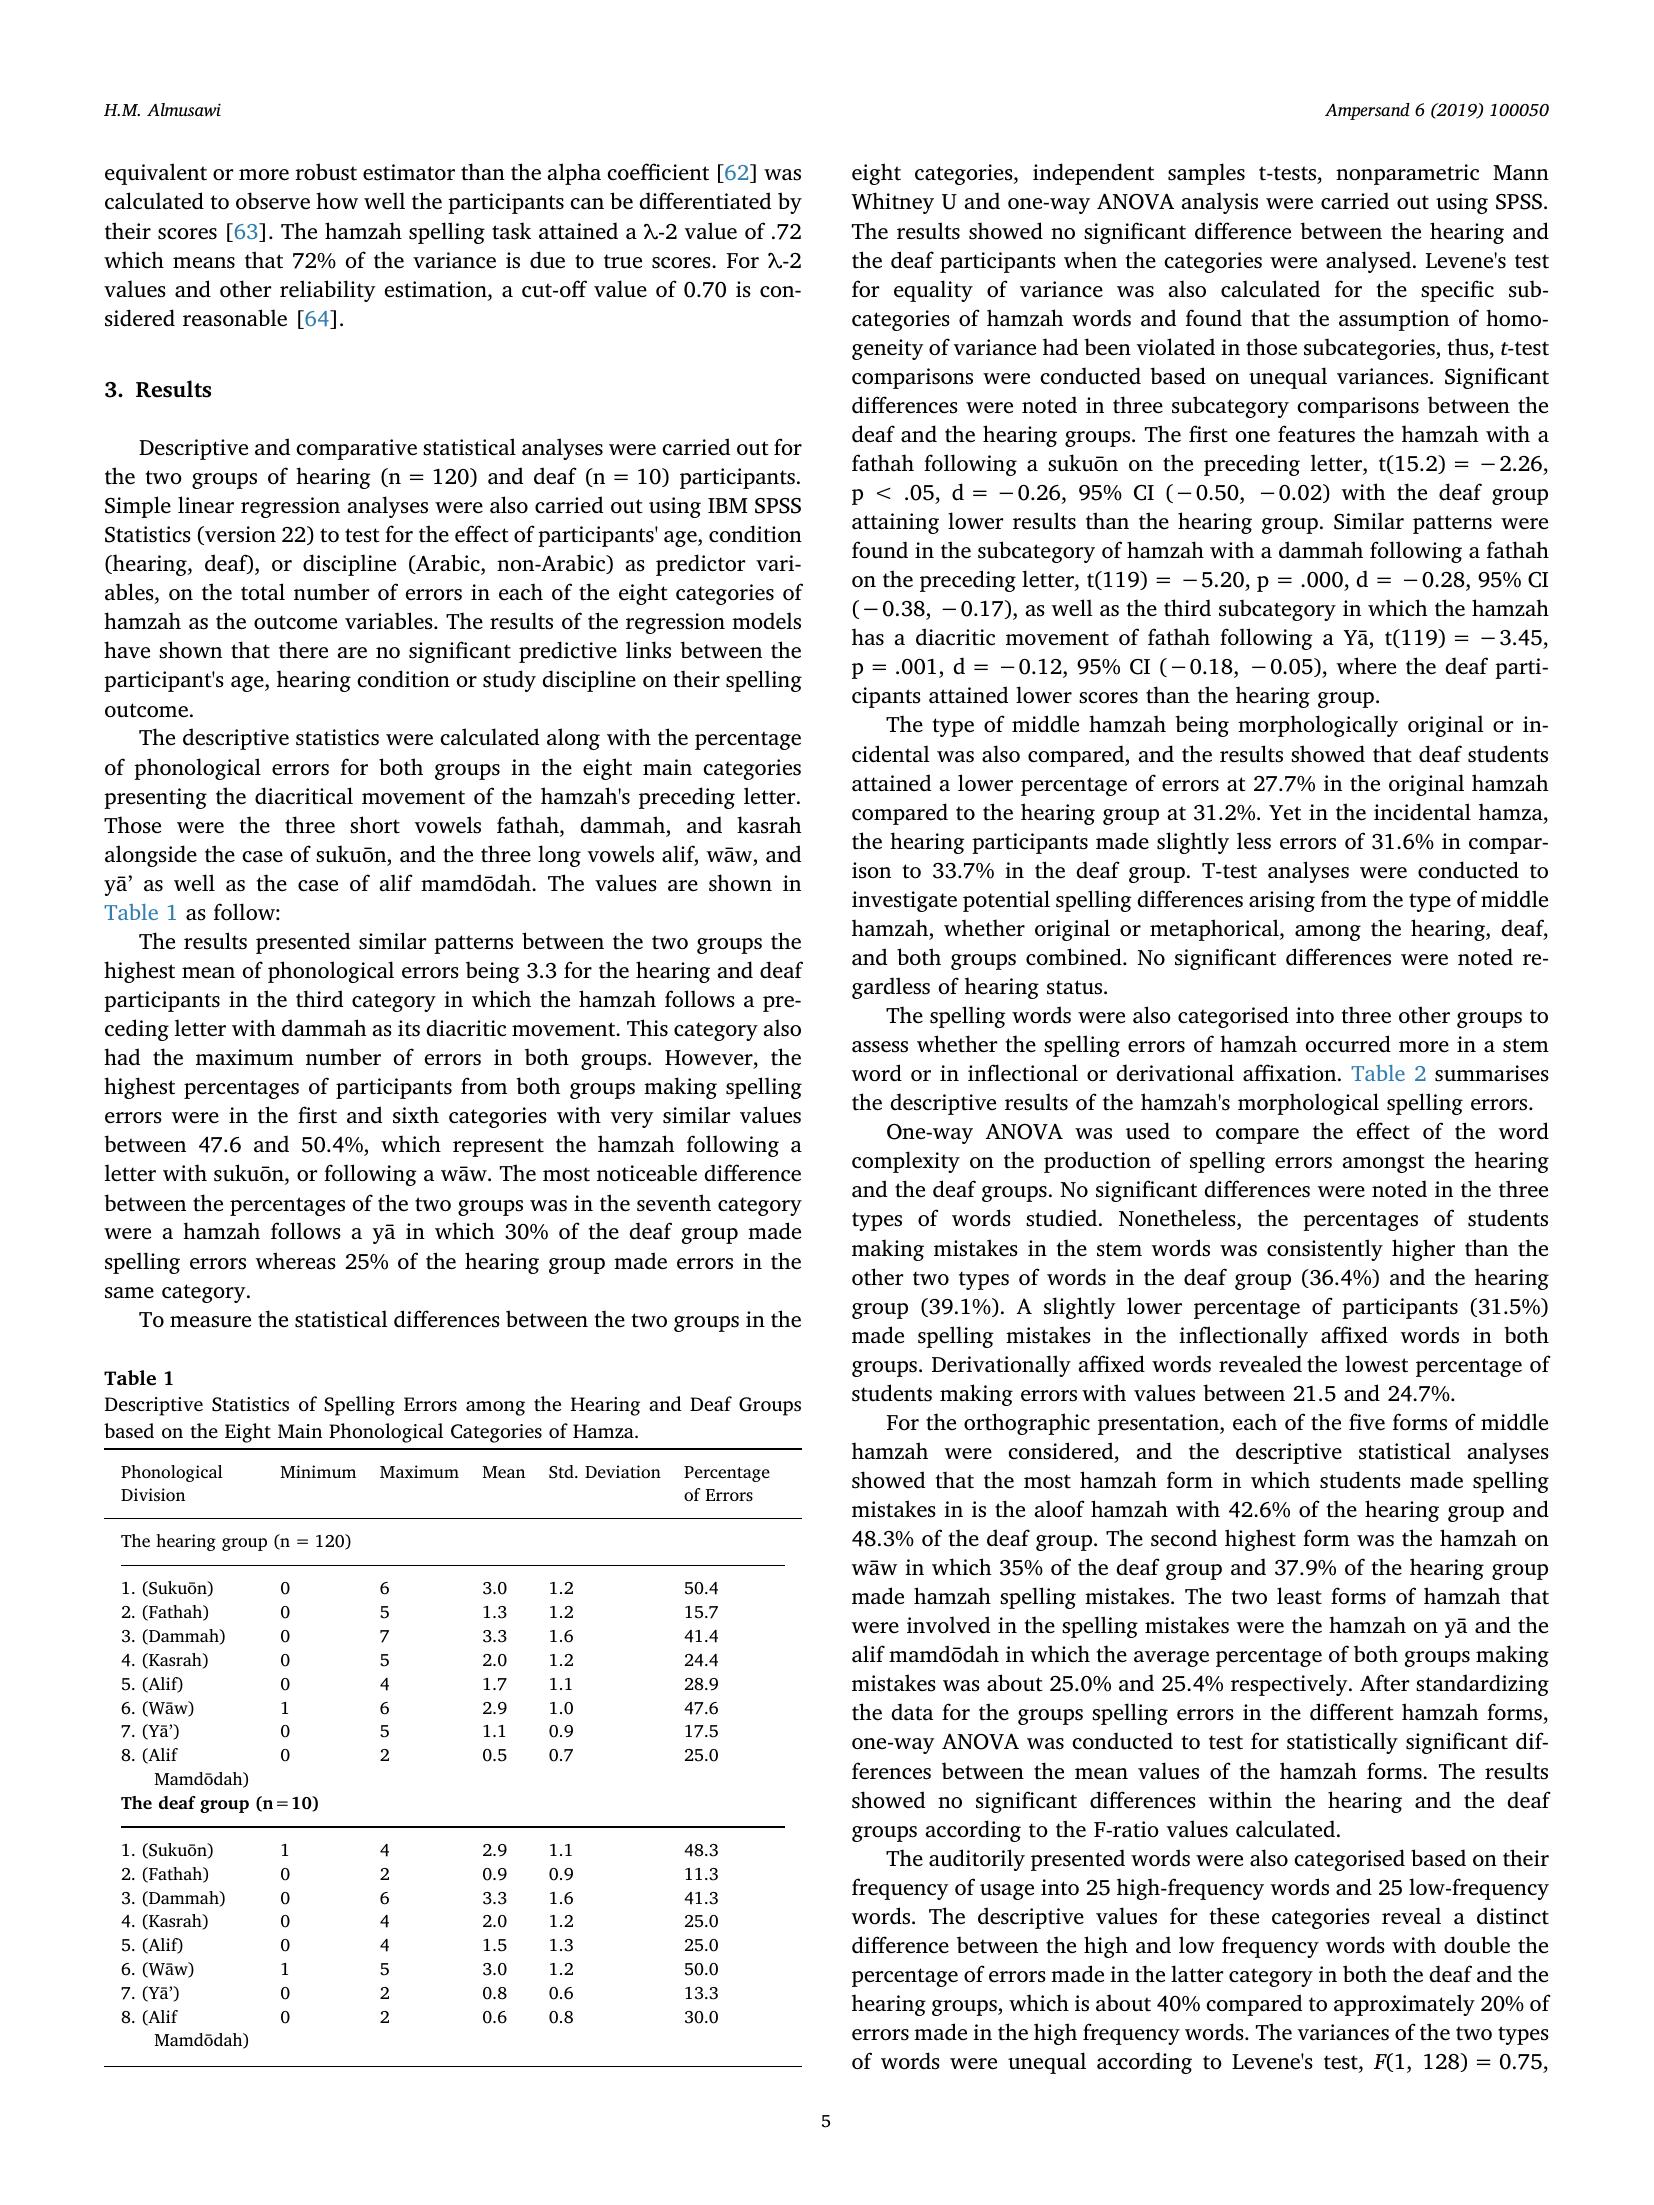 H.M. Almusawi
Ampersand 6 (2019) 100050
equivalent or more robust estimator than the alpha coefficient [62] was
calculated to observe how well the participants can be differentiated by
their scores [63]. The hamzah spelling task attained a λ-2 value of .72
which means that 72% of the variance is due to true scores. For λ-2
values and other reliability estimation, a cut-off value of 0.70 is con-
sidered reasonable [64].
3. Results
Descriptive and comparative statistical analyses were carried out for
the two groups of hearing (n = 120) and deaf (n = 10) participants.
Simple linear regression analyses were also carried out using IBM SPSS
Statistics (version 22) to test for the effect of participants' age, condition
(hearing, deaf), or discipline (Arabic, non-Arabic) as predictor vari-
ables, on the total number of errors in each of the eight categories of
hamzah as the outcome variables. The results of the regression models
have shown that there are no significant predictive links between the
participant's age, hearing condition or study discipline on their spelling
outcome.
The descriptive statistics were calculated along with the percentage
of phonological errors for both groups in the eight main categories
presenting the diacritical movement of the hamzah's preceding letter.
Those were the three short vowels fathah, dammah, and kasrah
alongside the case of sukuōn, and the three long vowels alif, wāw, and
yā’ as well as the case of alif mamdōdah. The values are shown in
Table 1 as follow:
The results presented similar patterns between the two groups the
highest mean of phonological errors being 3.3 for the hearing and deaf
participants in the third category in which the hamzah follows a pre-
ceding letter with dammah as its diacritic movement. This category also
had the maximum number of errors in both groups. However, the
highest percentages of participants from both groups making spelling
errors were in the first and sixth categories with very similar values
between 47.6 and 50.4%, which represent the hamzah following a
letter with sukuōn, or following a wāw. The most noticeable difference
between the percentages of the two groups was in the seventh category
were a hamzah follows a yā in which 30% of the deaf group made
spelling errors whereas 25% of the hearing group made errors in the
same category.
To measure the statistical differences between the two groups in the
Table 1
Descriptive Statistics of Spelling Errors among the Hearing and Deaf Groups
based on the Eight Main Phonological Categories of Hamza.
Phonological Division Minimum Maximum Mean Std. Deviation Percentage of Errors
The hearing group (n = 120)
1. (Sukuōn) 0 6 3.0 1.2 50.4
2. (Fathah) 0 5 1.3 1.2 15.7
3. (Dammah) 0 7 3.3 1.6 41.4
4. (Kasrah) 0 5 2.0 1.2 24.4
5. (Alif) 0 4 1.7 1.1 28.9
6. (Wāw) 1 6 2.9 1.0 47.6
7. (Yā’) 0 5 1.1 0.9 17.5
8. (Alif 0 2 0.5 0.7 25.0
Mamdōdah)
The deaf group (n=10)
1. (Sukuōn) 1 4 2.9 1.1 48.3
2. (Fathah) 0 2 0.9 0.9 11.3
3. (Dammah) 0 6 3.3 1.6 41.3
4. (Kasrah) 0 4 2.0 1.2 25.0
5. (Alif) 0 4 1.5 1.3 25.0
6. (Wāw) 1 5 3.0 1.2 50.0
7. (Yā’) 0 2 0.8 0.6 13.3
8. (Alif 0 2 0.6 0.8 30.0
Mamdōdah)
eight categories, independent samples t-tests, nonparametric Mann
Whitney U and one-way ANOVA analysis were carried out using SPSS.
The results showed no significant difference between the hearing and
the deaf participants when the categories were analysed. Levene's test
for equality of variance was also calculated for the specific sub-
categories of hamzah words and found that the assumption of homo-
geneity of variance had been violated in those subcategories, thus, t-test
comparisons were conducted based on unequal variances. Significant
differences were noted in three subcategory comparisons between the
deaf and the hearing groups. The first one features the hamzah with a
fathah following a sukuōn on the preceding letter, t(15.2) = −2.26,
p < .05, d = −0.26, 95% CI (−0.50, −0.02) with the deaf group
attaining lower results than the hearing group. Similar patterns were
found in the subcategory of hamzah with a dammah following a fathah
on the preceding letter, t(119) = −5.20, p = .000, d = −0.28, 95% CI
(−0.38, −0.17), as well as the third subcategory in which the hamzah
has a diacritic movement of fathah following a Yā, t(119) = −3.45,
p = .001, d = −0.12, 95% CI (−0.18, −0.05), where the deaf parti-
cipants attained lower scores than the hearing group.
The type of middle hamzah being morphologically original or in-
cidental was also compared, and the results showed that deaf students
attained a lower percentage of errors at 27.7% in the original hamzah
compared to the hearing group at 31.2%. Yet in the incidental hamza,
the hearing participants made slightly less errors of 31.6% in compar-
ison to 33.7% in the deaf group. T-test analyses were conducted to
investigate potential spelling differences arising from the type of middle
hamzah, whether original or metaphorical, among the hearing, deaf,
and both groups combined. No significant differences were noted re-
gardless of hearing status.
The spelling words were also categorised into three other groups to
assess whether the spelling errors of hamzah occurred more in a stem
word or in inflectional or derivational affixation. Table 2 summarises
the descriptive results of the hamzah's morphological spelling errors.
One-way ANOVA was used to compare the effect of the word
complexity on the production of spelling errors amongst the hearing
and the deaf groups. No significant differences were noted in the three
types of words studied. Nonetheless, the percentages of students
making mistakes in the stem words was consistently higher than the
other two types of words in the deaf group (36.4%) and the hearing
group (39.1%). A slightly lower percentage of participants (31.5%)
made spelling mistakes in the inflectionally affixed words in both
groups. Derivationally affixed words revealed the lowest percentage of
students making errors with values between 21.5 and 24.7%.
For the orthographic presentation, each of the five forms of middle
hamzah were considered, and the descriptive statistical analyses
showed that the most hamzah form in which students made spelling
mistakes in is the aloof hamzah with 42.6% of the hearing group and
48.3% of the deaf group. The second highest form was the hamzah on
wāw in which 35% of the deaf group and 37.9% of the hearing group
made hamzah spelling mistakes. The two least forms of hamzah that
were involved in the spelling mistakes were the hamzah on yā and the
alif mamdōdah in which the average percentage of both groups making
mistakes was about 25.0% and 25.4% respectively. After standardizing
the data for the groups spelling errors in the different hamzah forms,
one-way ANOVA was conducted to test for statistically significant dif-
ferences between the mean values of the hamzah forms. The results
showed no significant differences within the hearing and the deaf
groups according to the F-ratio values calculated.
The auditorily presented words were also categorised based on their
frequency of usage into 25 high-frequency words and 25 low-frequency
words. The descriptive values for these categories reveal a distinct
difference between the high and low frequency words with double the
percentage of errors made in the latter category in both the deaf and the
hearing groups, which is about 40% compared to approximately 20% of
errors made in the high frequency words. The variances of the two types
of words were unequal according to Levene's test, F(1, 128) = 0.75,
5